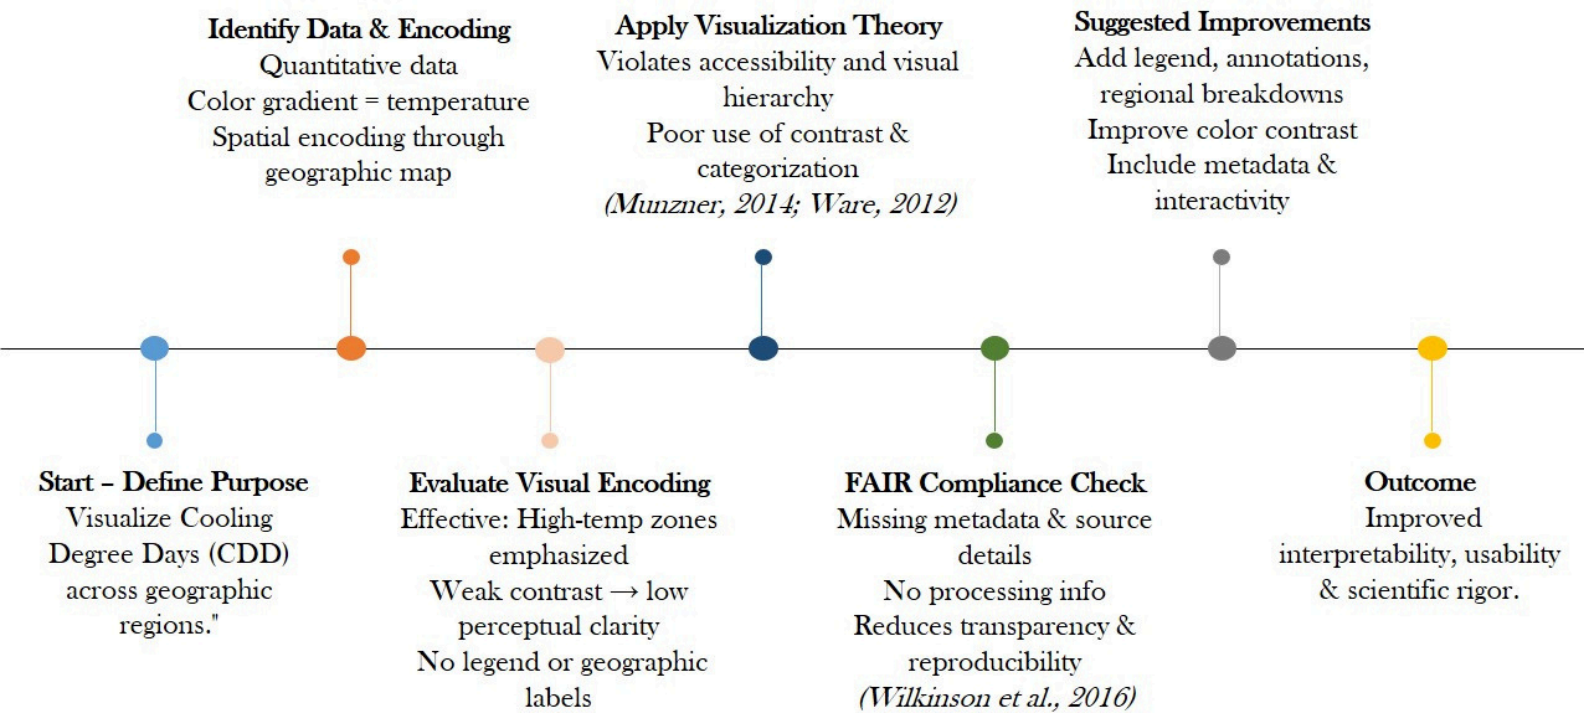 Identify Data & Encoding
Quantitative data
Color gradient = temperature
Spatial encoding through
geographic map
Apply Visualization Theory
Violates accessibility and visual
hierarchy
Poor use of contrast &
categorization
(Munzner, 2014; Ware, 2012)
Suggested Improvements
Add legend, annotations,
regional breakdowns
Improve color contrast
Include metadata &
interactivity
Start – Define Purpose
Visualize Cooling
Degree Days (CDD)
across geographic
regions."
Evaluate Visual Encoding
Effective: High-temp zones
emphasized
Weak contrast → low
perceptual clarity
No legend or geographic
labels
FAIR Compliance Check
Missing metadata & source
details
No processing info
Reduces transparency &
reproducibility
(Wilkinson et al., 2016)
Outcome
Improved
interpretability, usability
& scientific rigor.